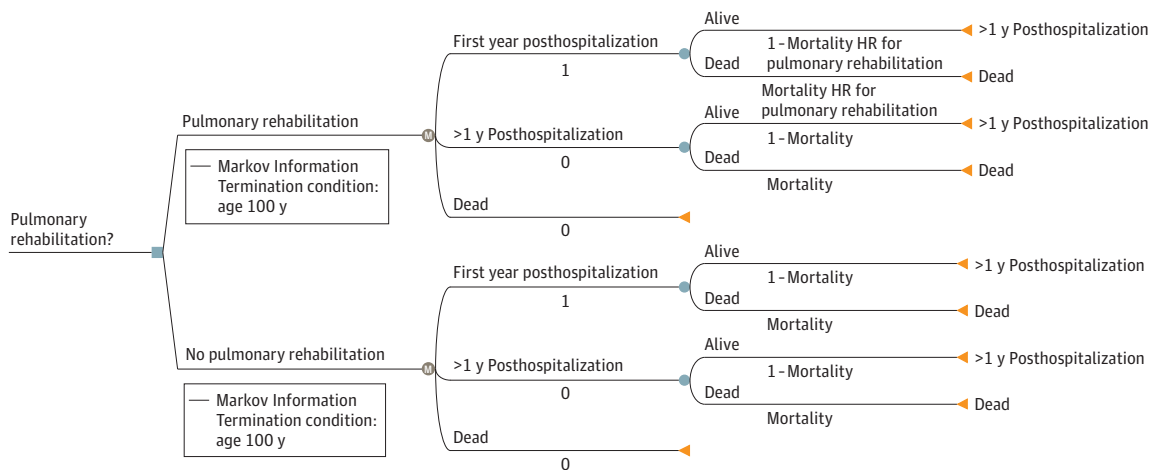 Pulmonary
rehabilitation?
Pulmonary rehabilitation
M
Markov Information
Termination condition:
age 100 y
First year posthospitalization
1
Alive
1 - Mortality HR for
pulmonary rehabilitation
>1 y Posthospitalization
Dead
Mortality HR for
pulmonary rehabilitation
Dead
>1 y Posthospitalization
0
Alive
1 - Mortality
>1 y Posthospitalization
Dead
Mortality
Dead
Dead
0
No pulmonary rehabilitation
M
Markov Information
Termination condition:
age 100 y
First year posthospitalization
1
Alive
1 - Mortality
>1 y Posthospitalization
Dead
Mortality
Dead
>1 y Posthospitalization
0
Alive
1 - Mortality
>1 y Posthospitalization
Dead
Mortality
Dead
Dead
0